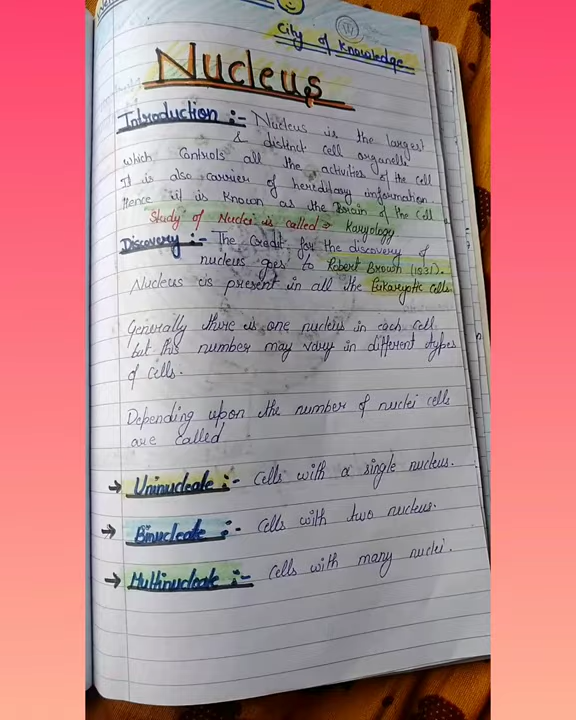 City of Knowledge
Nucleus
Introduction :- Nucleus is the largest
& distinct cell organelle
which controls all the activities of the cell
It is also carrier of hereditary information.
Hence it is known as the Brain of the cell
Study of Nuclei is called → Karyology
Discovery :- The credit for the discovery of
nucleus goes to Robert Brown (1931).
Nucleus is present in all the Eukaryotic cells.
Generally there is one nucleus in each cell
but this number may vary in different types
of cells.
Depending upon the number of nuclei cells
are called
→ Uninucleate :- Cells with a single nucleus.
→ Binucleate :- Cells with two nucleus.
→ Multinucleate :- Cells with many nuclei.